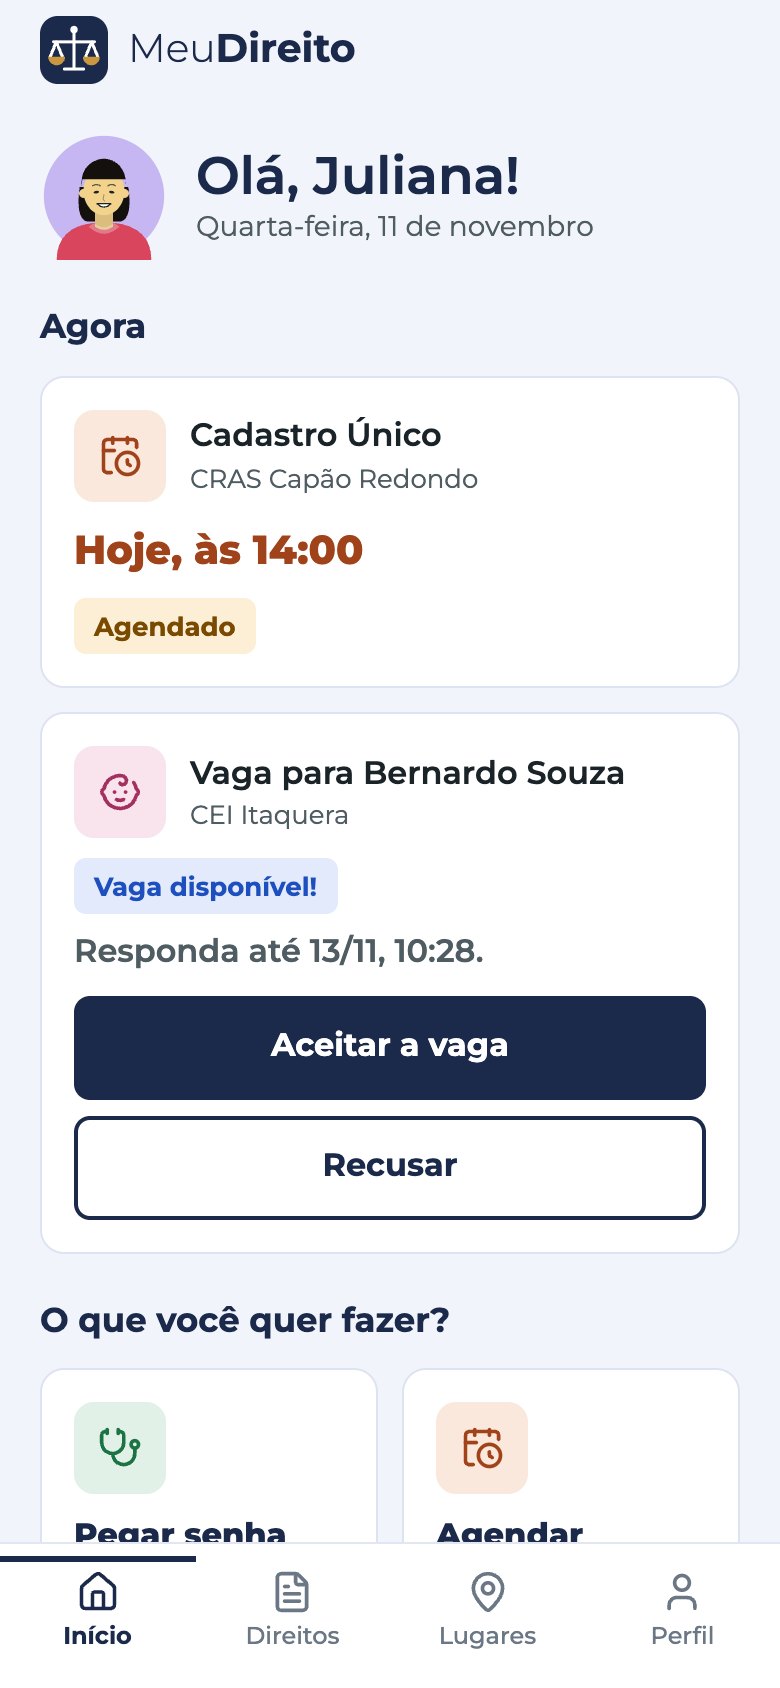 MeuDireito
Olá, Juliana!
Quarta-feira, 11 de novembro
Agora
Cadastro Único
CRAS Capão Redondo
Hoje, às 14:00
Agendado
Vaga para Bernardo Souza
CEI Itaquera
Vaga disponível!
Responda até 13/11, 10:28.
Aceitar a vaga
Recusar
O que você quer fazer?
Pegar senha
Agendar
Início
Direitos
Lugares
Perfil